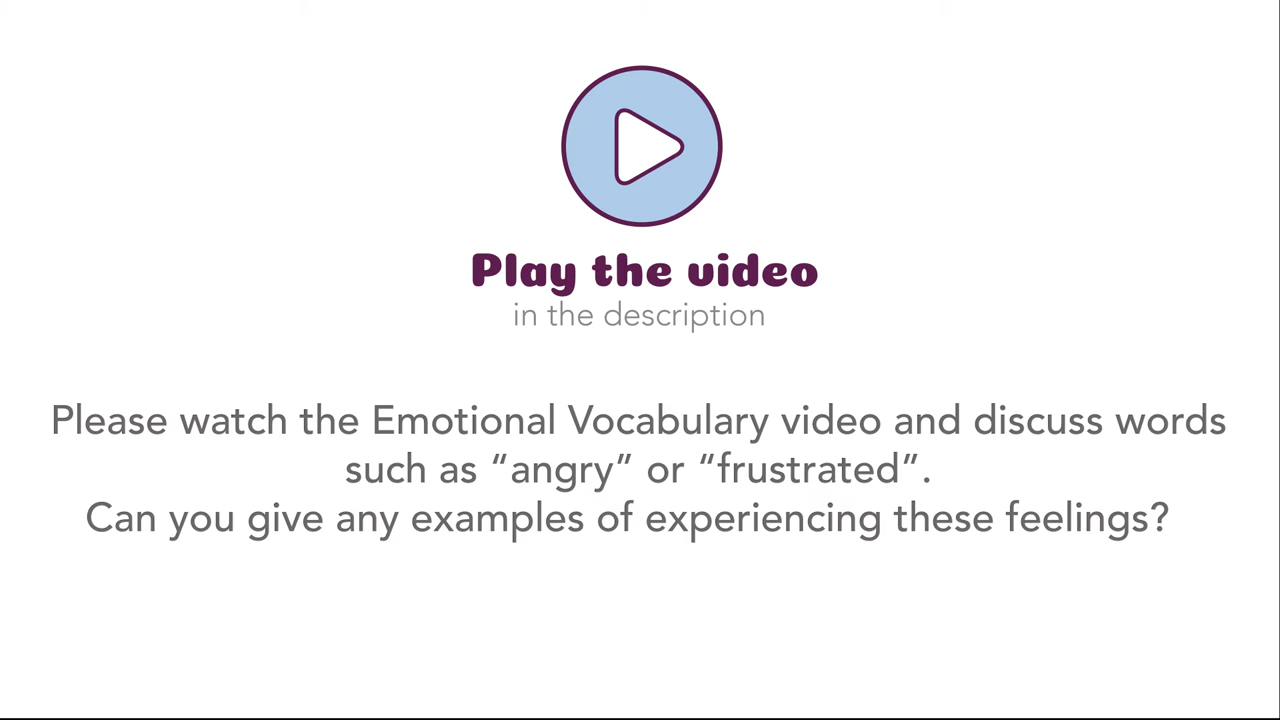 Play the video
in the description
Please watch the Emotional Vocabulary video and discuss words
such as “angry” or “frustrated”.
Can you give any examples of experiencing these feelings?